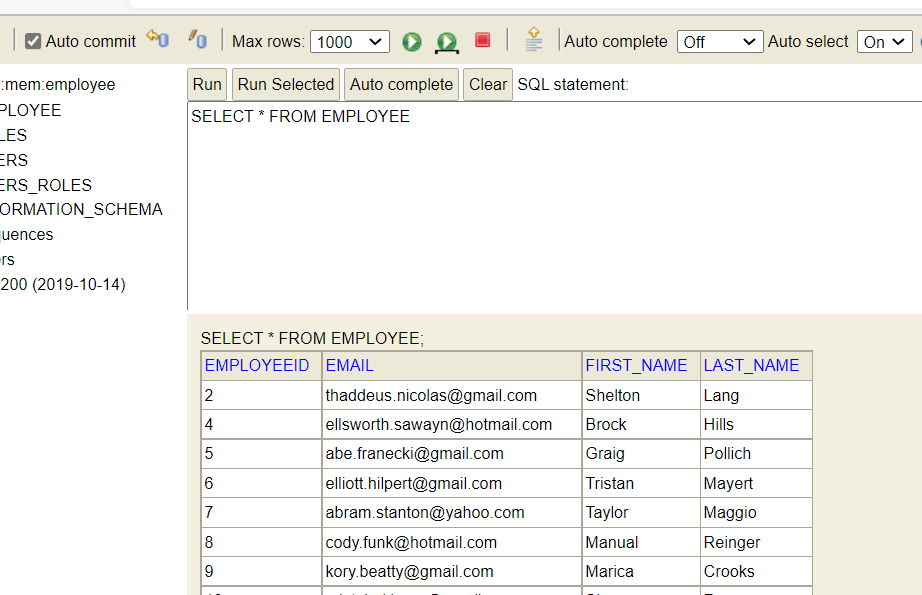 Auto commit Max rows: 1000 Auto complete Off Auto select On
:mem:employee
PLOYEE
LES
ERS
ERS_ROLES
ORMATION_SCHEMA
quences
rs
200 (2019-10-14)
Run Run Selected Auto complete Clear SQL statement:
SELECT * FROM EMPLOYEE
SELECT * FROM EMPLOYEE;
EMPLOYEEID EMAIL FIRST_NAME LAST_NAME
2 thaddeus.nicolas@gmail.com Shelton Lang
4 ellsworth.sawayn@hotmail.com Brock Hills
5 abe.franecki@gmail.com Graig Pollich
6 elliott.hilpert@gmail.com Tristan Mayert
7 abram.stanton@yahoo.com Taylor Maggio
8 cody.funk@hotmail.com Manual Reinger
9 kory.beatty@gmail.com Marica Crooks